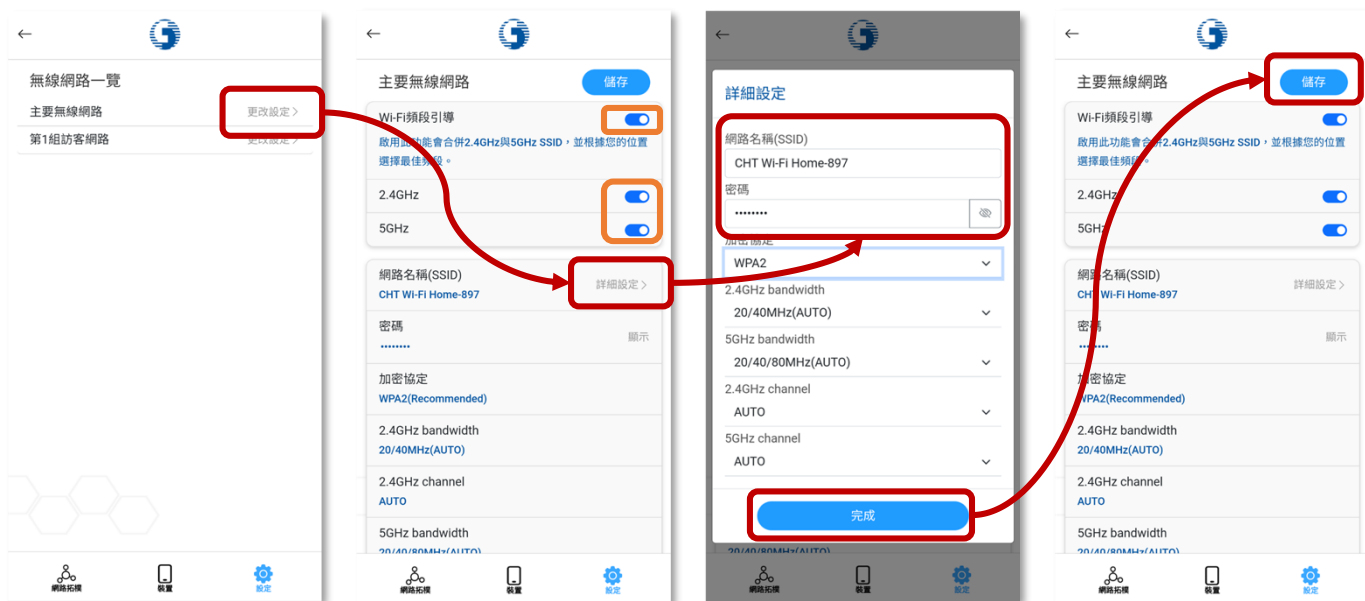 無線網路一覽
主要無線網路
更改設定 >
第1組訪客網路
更改設定 >
網路拓樸
裝置
設定
主要無線網路
儲存
Wi-Fi頻段引導
啟用此功能會合併2.4GHz與5GHz SSID，並根據您的位置
選擇最佳頻段。
2.4GHz
5GHz
網路名稱(SSID)
CHT Wi-Fi Home-897
詳細設定 >
密碼
••••••••
顯示
加密協定
WPA2(Recommended)
2.4GHz bandwidth
20/40MHz(AUTO)
2.4GHz channel
AUTO
5GHz bandwidth
20/40/80MHz(AUTO)
網路拓樸
裝置
設定
詳細設定
網路名稱(SSID)
CHT Wi-Fi Home-897
密碼
••••••••
加密協定
WPA2
2.4GHz bandwidth
20/40MHz(AUTO)
5GHz bandwidth
20/40/80MHz(AUTO)
2.4GHz channel
AUTO
5GHz channel
AUTO
完成
20/40/80MHz(AUTO)
網路拓樸
裝置
設定
主要無線網路
儲存
Wi-Fi頻段引導
啟用此功能會合併2.4GHz與5GHz SSID，並根據您的位置
選擇最佳頻段。
2.4GHz
5GHz
網路名稱(SSID)
CHT Wi-Fi Home-897
詳細設定 >
密碼
••••••••
顯示
加密協定
WPA2(Recommended)
2.4GHz bandwidth
20/40MHz(AUTO)
2.4GHz channel
AUTO
5GHz bandwidth
20/40/80MHz(AUTO)
網路拓樸
裝置
設定